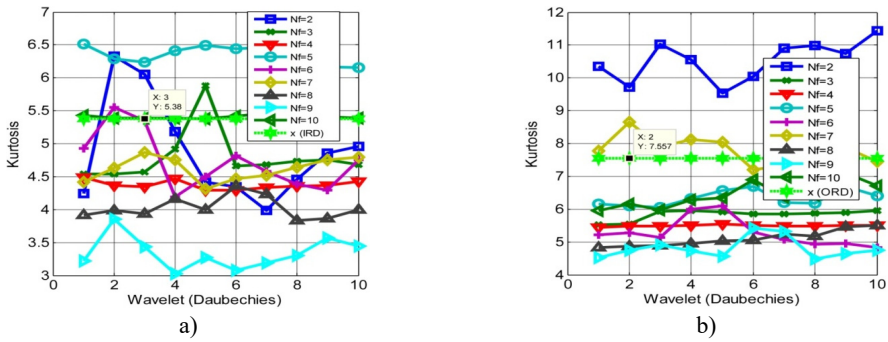 Kurtosis
7
6.5
6
5.5
5
4.5
4
3.5
3
0
2
4
6
8
10
Wavelet (Daubechies)
X: 3
Y: 5.38
Nf=2
Nf=3
Nf=4
Nf=5
Nf=6
Nf=7
Nf=8
Nf=9
Nf=10
x (IRD)
a)
Kurtosis
12
11
10
9
8
7
6
5
4
0
2
4
6
8
10
Wavelet (Daubechies)
X: 2
Y: 7.557
Nf=2
Nf=3
Nf=4
Nf=5
Nf=6
Nf=7
Nf=8
Nf=9
Nf=10
x (ORD)
b)